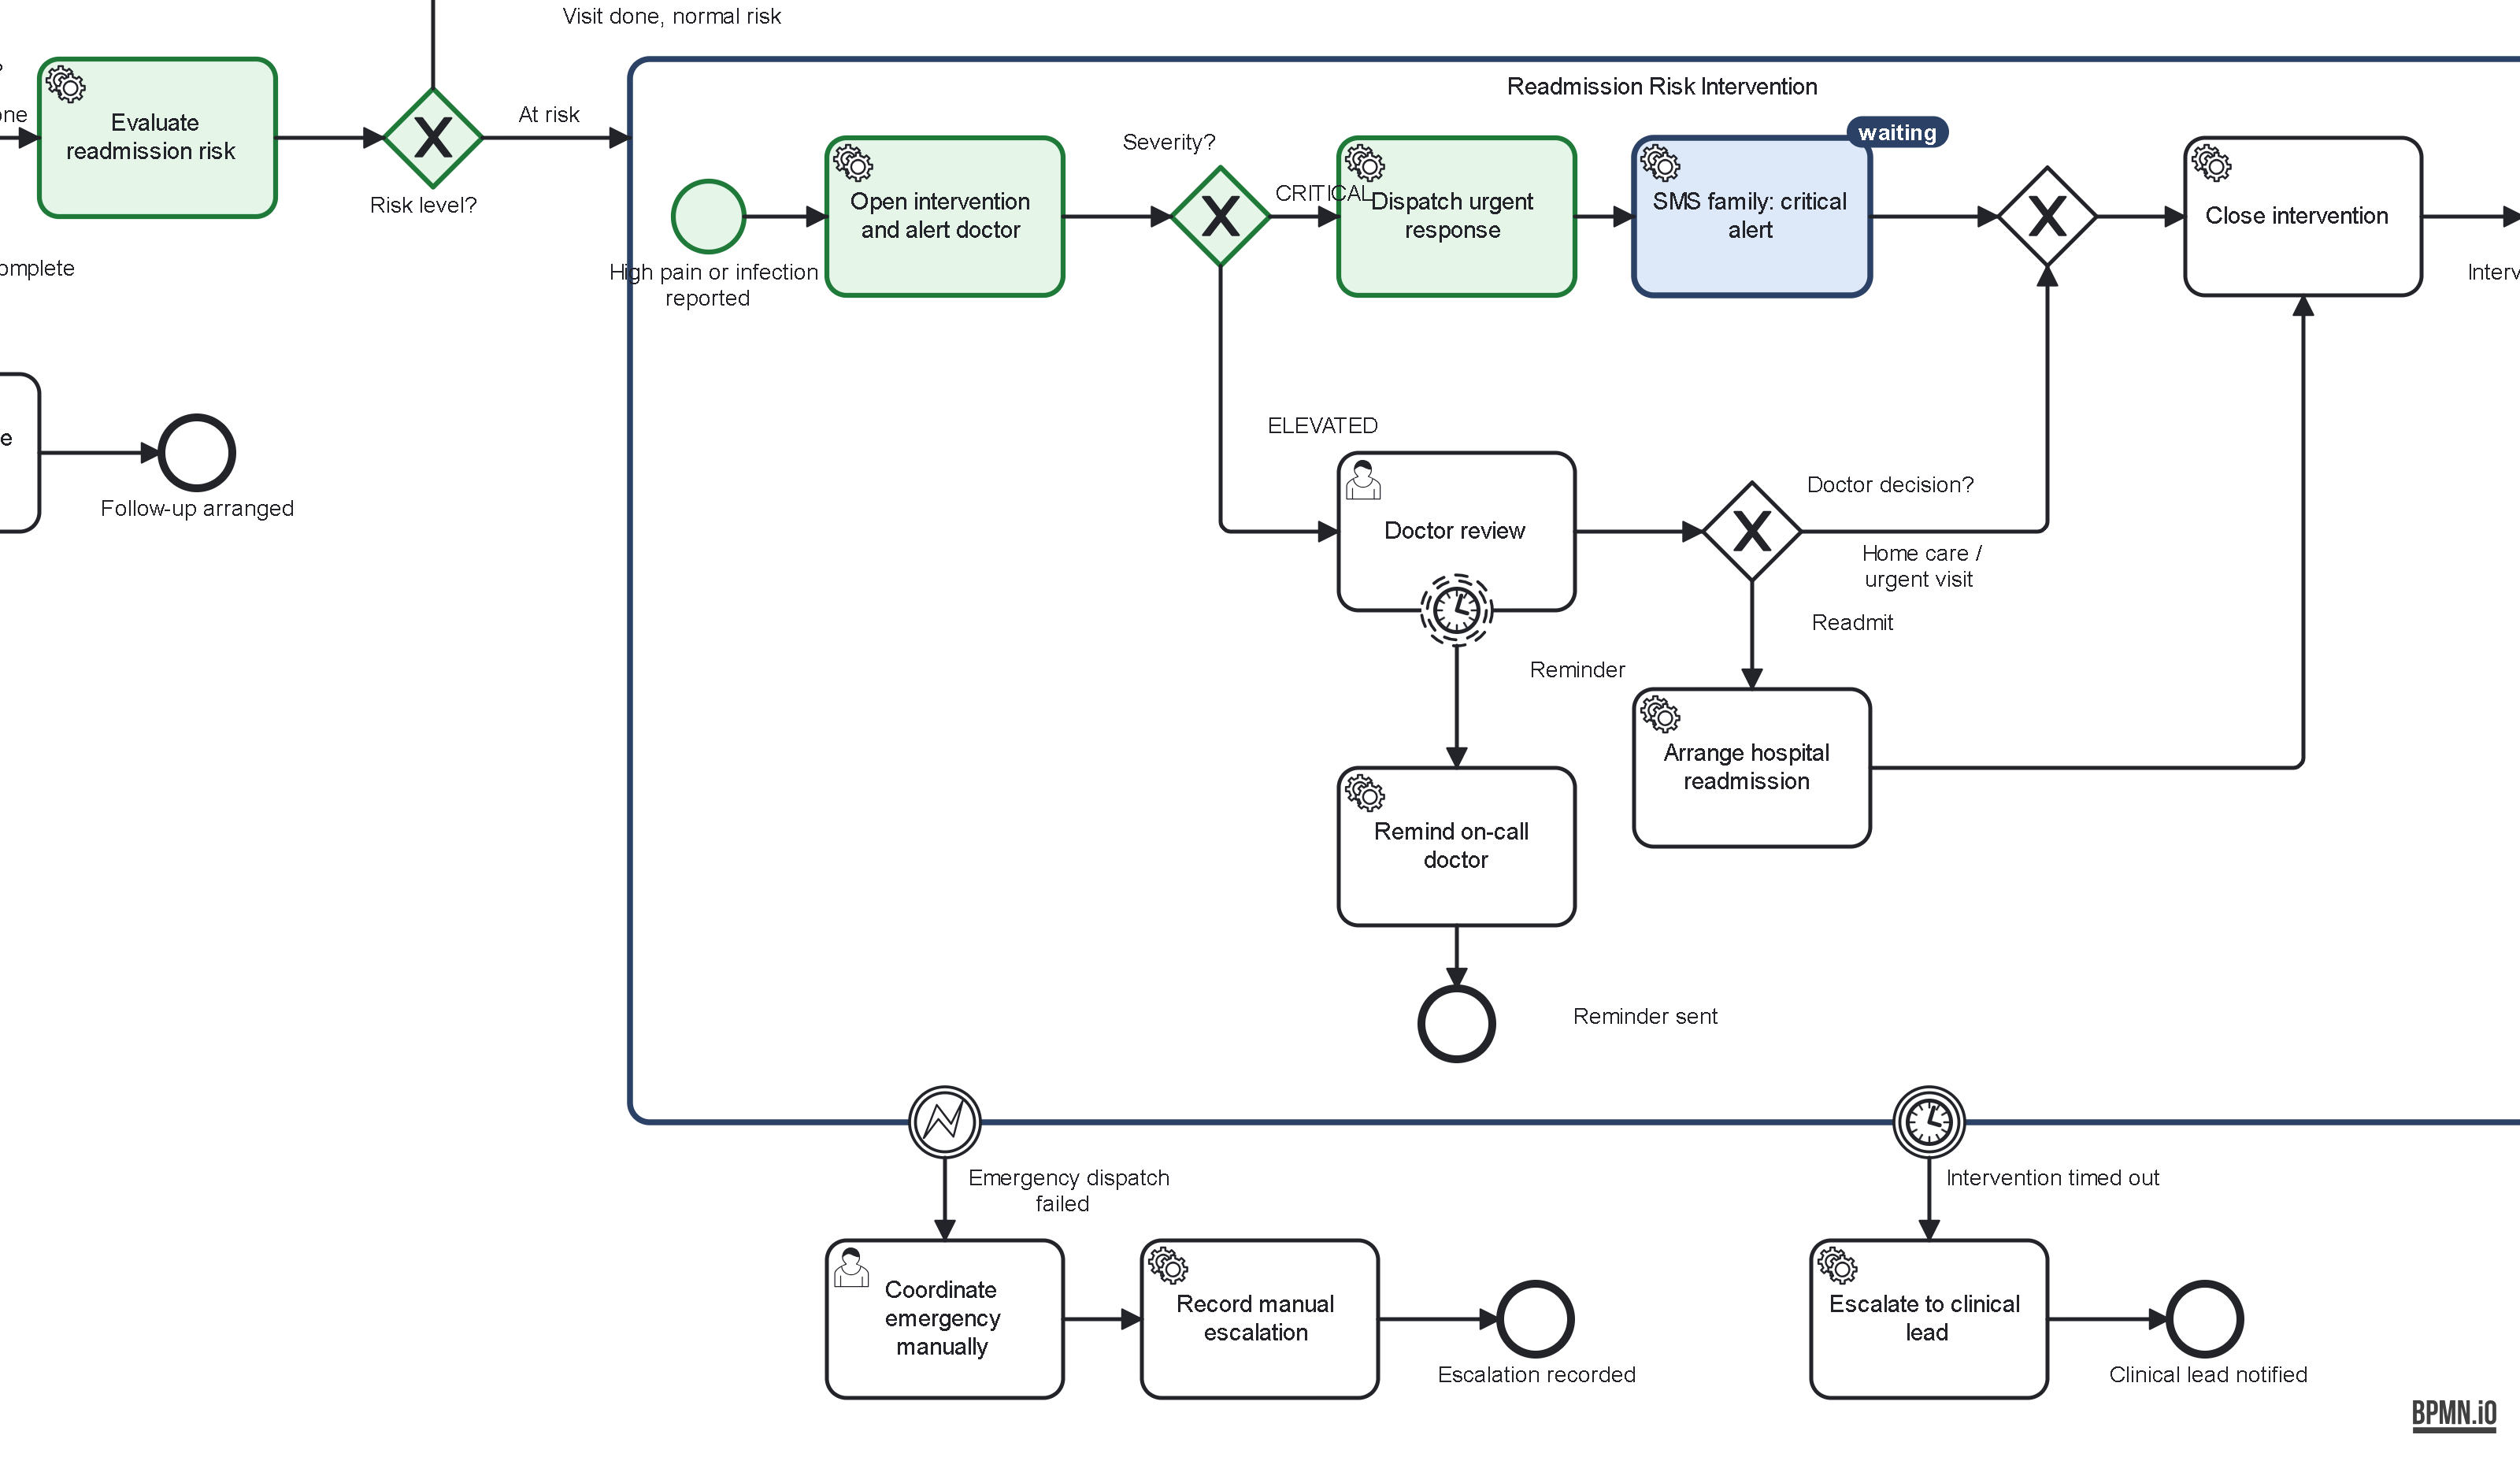 Visit done, normal risk
Readmission Risk Intervention
Evaluate
readmission risk
one
At risk
Risk level?
omplete
High pain or infection
reported
Open intervention
and alert doctor
Severity?
CRITICAL
Dispatch urgent
response
waiting
SMS family: critical
alert
Close intervention
Interv
e
Follow-up arranged
ELEVATED
Doctor review
Doctor decision?
Home care /
urgent visit
Readmit
Reminder
Arrange hospital
readmission
Remind on-call
doctor
Reminder sent
Emergency dispatch
failed
Intervention timed out
Coordinate
emergency
manually
Record manual
escalation
Escalation recorded
Escalate to clinical
lead
Clinical lead notified
BPMN.iO